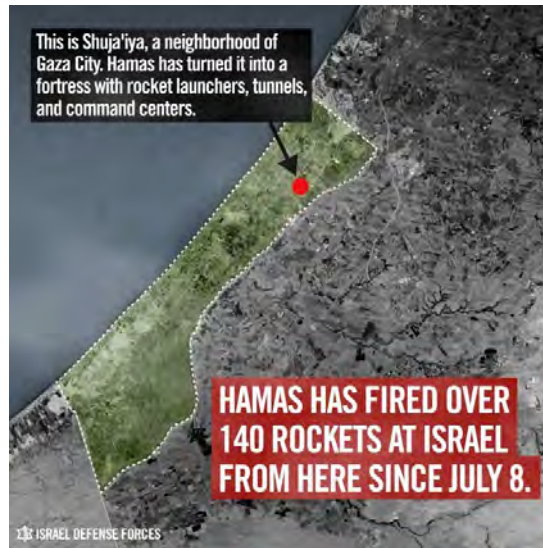 This is Shuja'iya, a neighborhood of
Gaza City. Hamas has turned it into a
fortress with rocket launchers, tunnels,
and command centers.
HAMAS HAS FIRED OVER
140 ROCKETS AT ISRAEL
FROM HERE SINCE JULY 8.
ISRAEL DEFENSE FORCES